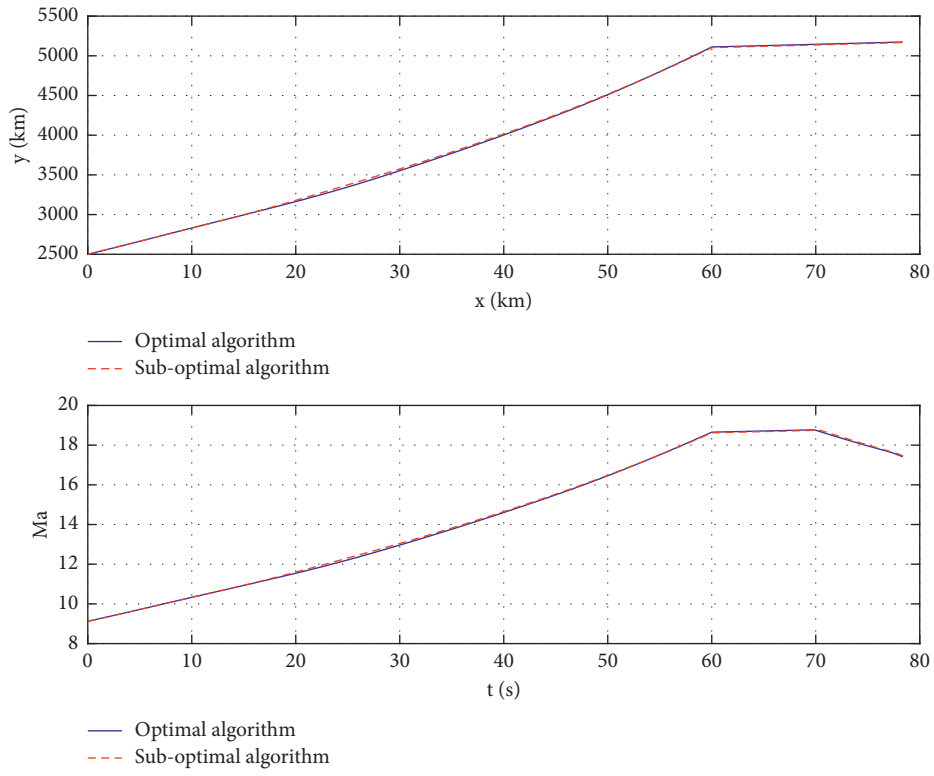 5500
5000
4500
4000
3500
3000
2500
y (km)
0 10 20 30 40 50 60 70 80
x (km)
Optimal algorithm
Sub-optimal algorithm
20
18
16
14
12
10
8
Ma
0 10 20 30 40 50 60 70 80
t (s)
Optimal algorithm
Sub-optimal algorithm